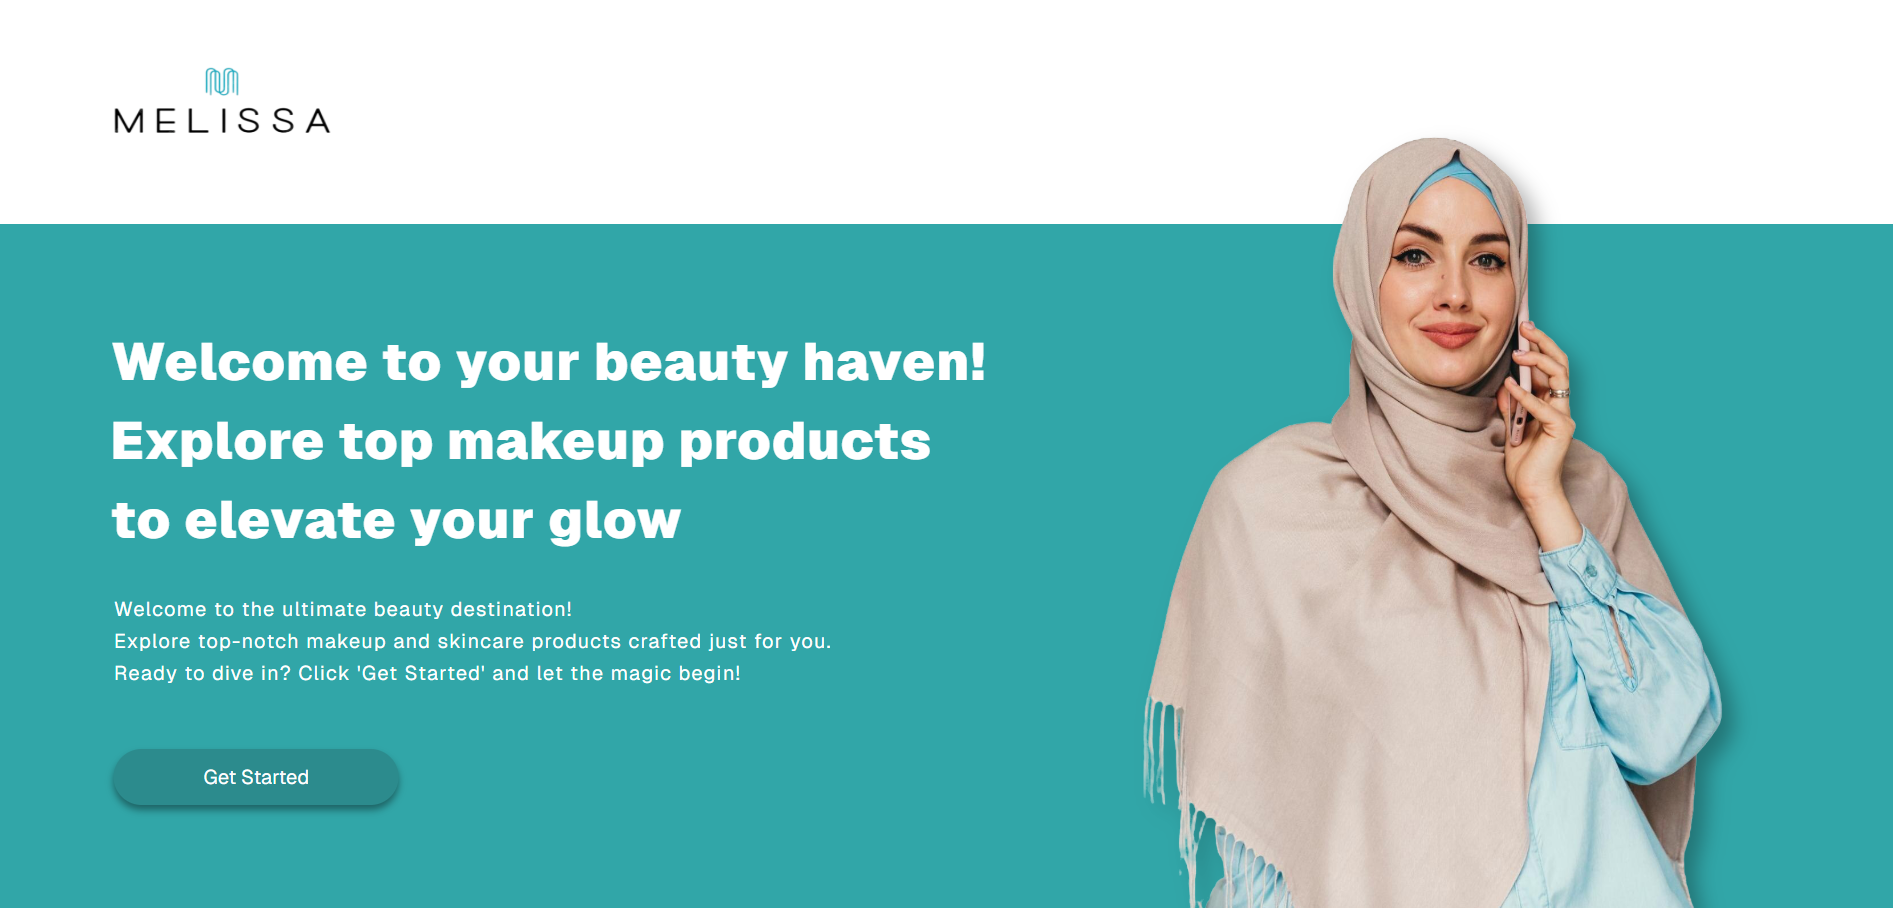 MELISSA
Welcome to your beauty haven!
Explore top makeup products
to elevate your glow
Welcome to the ultimate beauty destination!
Explore top-notch makeup and skincare products crafted just for you.
Ready to dive in? Click 'Get Started' and let the magic begin!
Get Started